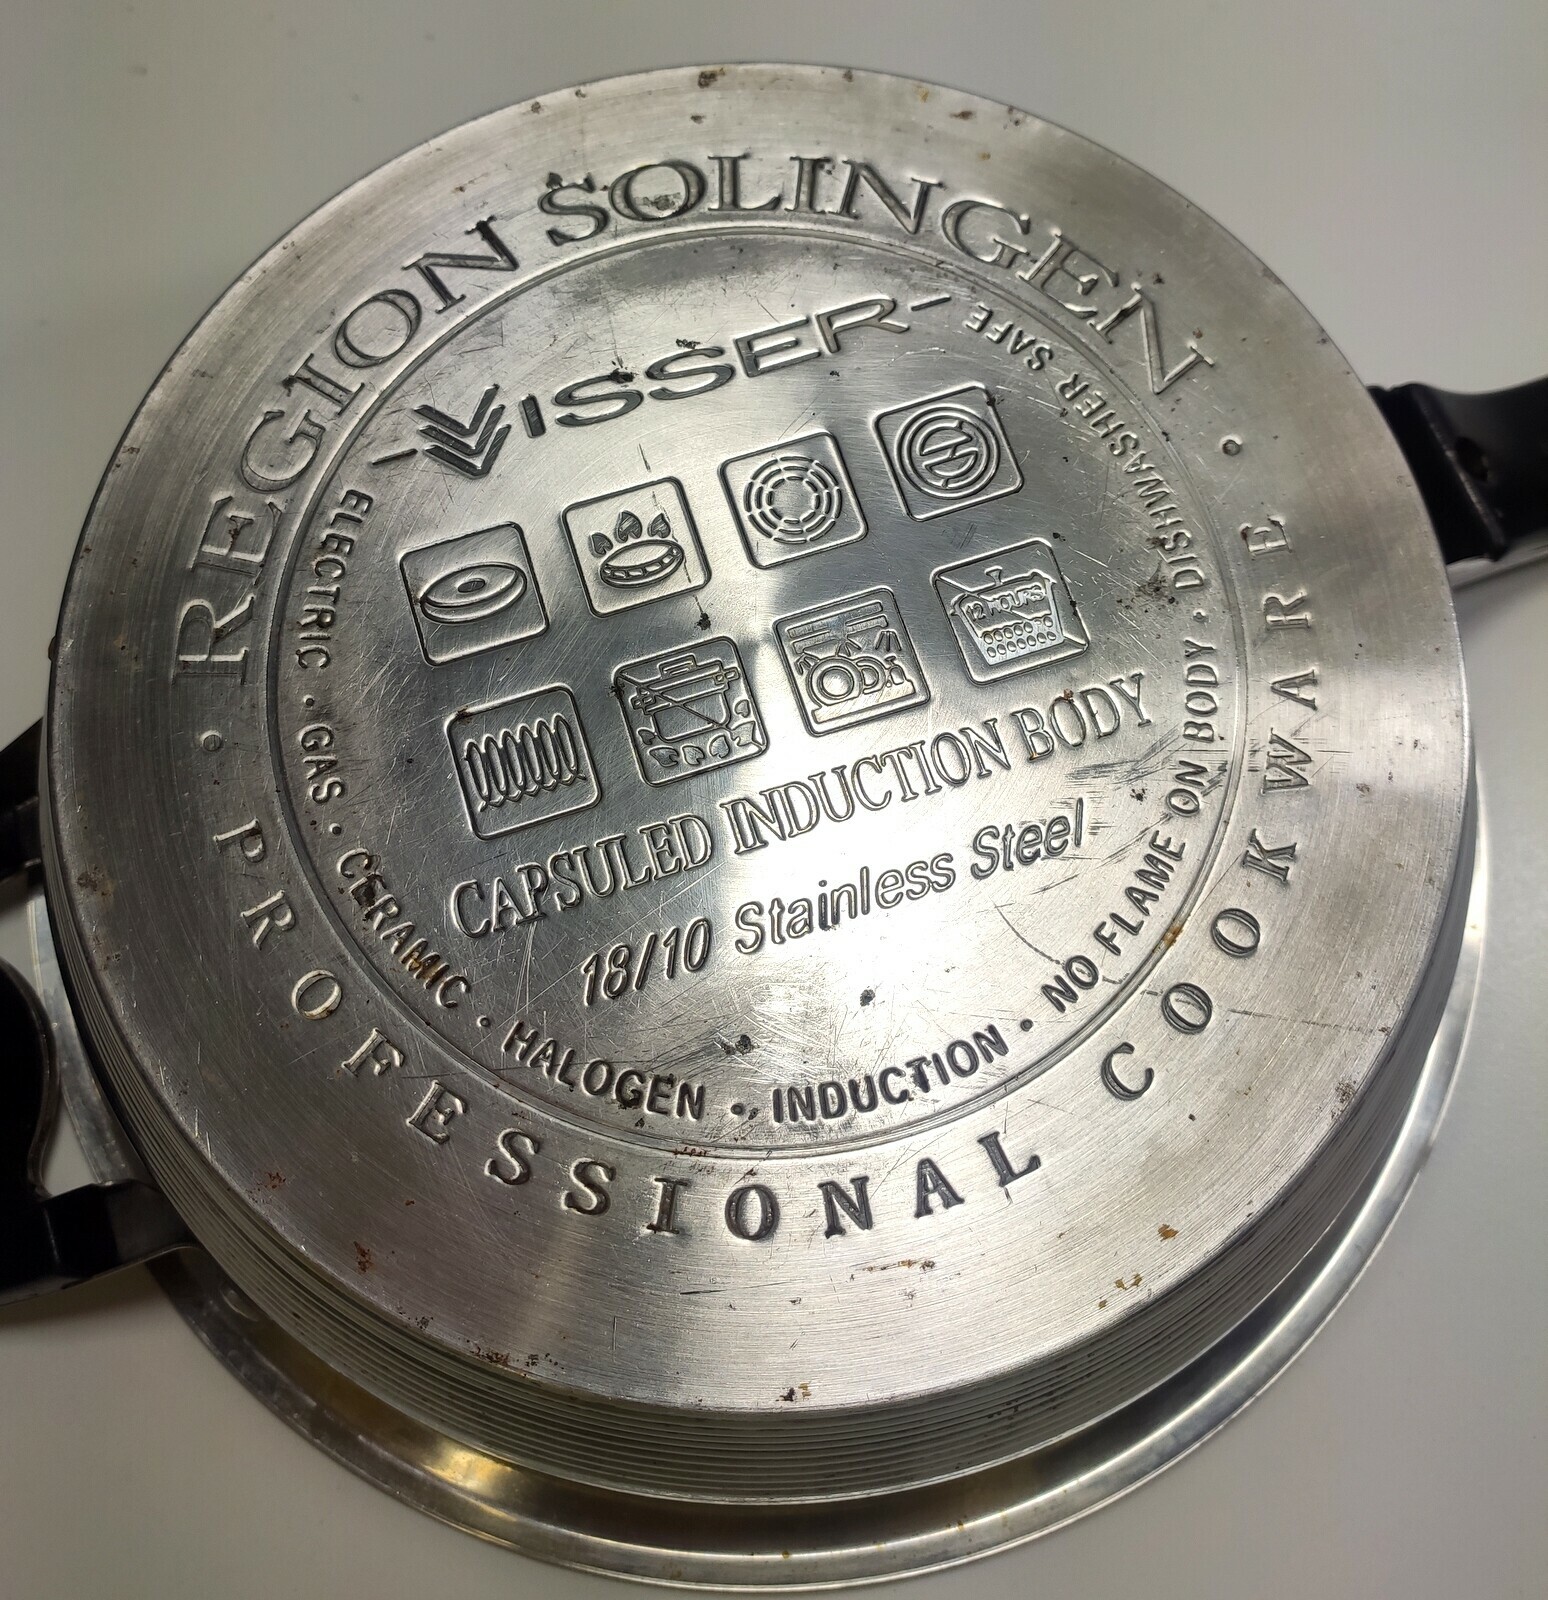 REGION SOLINGEN
VISSER
ELECTRIC · GAS · CERAMIC · HALOGEN · INDUCTION · NO FLAME ON BODY · DISHWASHER SAFE
12 HOURS
CAPSULED INDUCTION BODY
18/10 Stainless Steel
· PROFESSIONAL COOKWARE ·